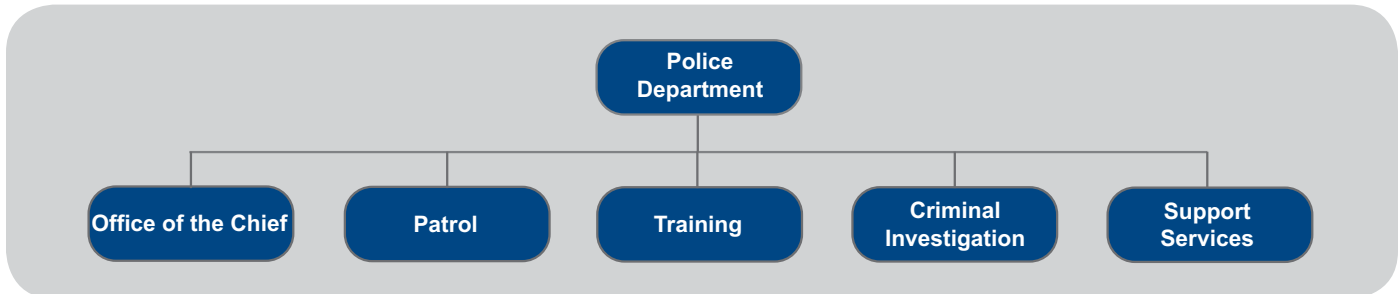 Police
Department
Office of the Chief
Patrol
Training
Criminal
Investigation
Support
Services